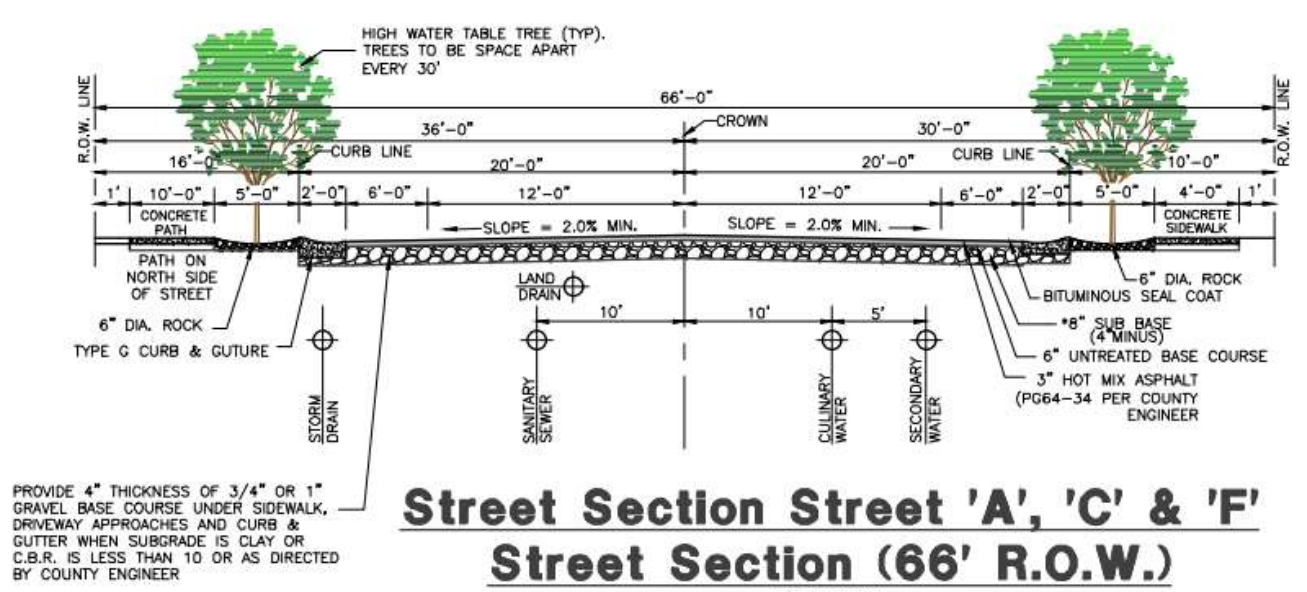 HIGH WATER TABLE TREE (TYP).
TREES TO BE SPACE APART
EVERY 30'
R.O.W. LINE
66'-0"
R.O.W. LINE
36'-0"
CROWN
30'-0"
CURB LINE
CURB LINE
16'-0"
20'-0"
20'-0"
10'-0"
1'
10'-0"
5'-0"
2'-0"
6'-0"
12'-0"
12'-0"
6'-0"
2'-0"
5'-0"
4'-0"
1'
CONCRETE
PATH
SLOPE = 2.0% MIN.
SLOPE = 2.0% MIN.
CONCRETE
SIDEWALK
PATH ON
NORTH SIDE
OF STREET
LAND
DRAIN
6" DIA. ROCK
BITUMINOUS SEAL COAT
6" DIA. ROCK
10'
10'
5'
*8" SUB BASE
(4"MINUS)
TYPE G CURB & GUTURE
6" UNTREATED BASE COURSE
3" HOT MIX ASPHALT
(PG64-34 PER COUNTY
ENGINEER
STORM
DRAIN
SANITARY
SEWER
CULINARY
WATER
SECONDARY
WATER
PROVIDE 4" THICKNESS OF 3/4" OR 1"
GRAVEL BASE COURSE UNDER SIDEWALK,
DRIVEWAY APPROACHES AND CURB &
GUTTER WHEN SUBGRADE IS CLAY OR
C.B.R. IS LESS THAN 10 OR AS DIRECTED
BY COUNTY ENGINEER
Street Section Street 'A', 'C' & 'F'
Street Section (66' R.O.W.)